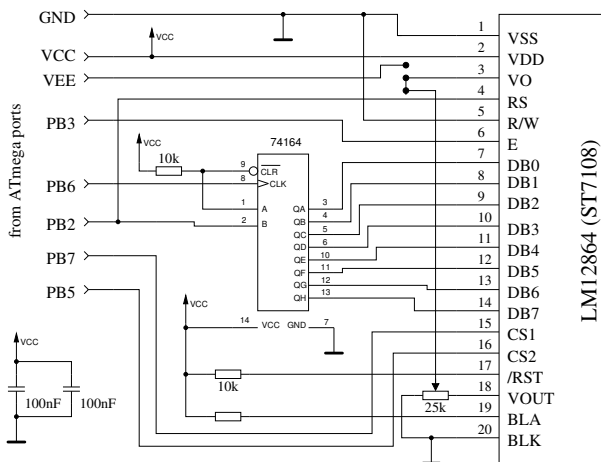 GND
VCC
VEE
PB3
PB6
PB2
PB7
PB5
from ATmega ports
VCC
VCC
10k
74164
9
CLR
8
CLK
1
A
2
B
QA
3
QB
4
QC
5
QD
6
QE
10
QF
11
QG
12
QH
13
14
VCC
GND
7
VCC
10k
VCC
100nF
100nF
25k
1
VSS
2
VDD
3
VO
4
RS
5
R/W
6
E
7
DB0
8
DB1
9
DB2
10
DB3
11
DB4
12
DB5
13
DB6
14
DB7
15
CS1
16
CS2
17
/RST
18
VOUT
19
BLA
20
BLK
LM12864 (ST7108)